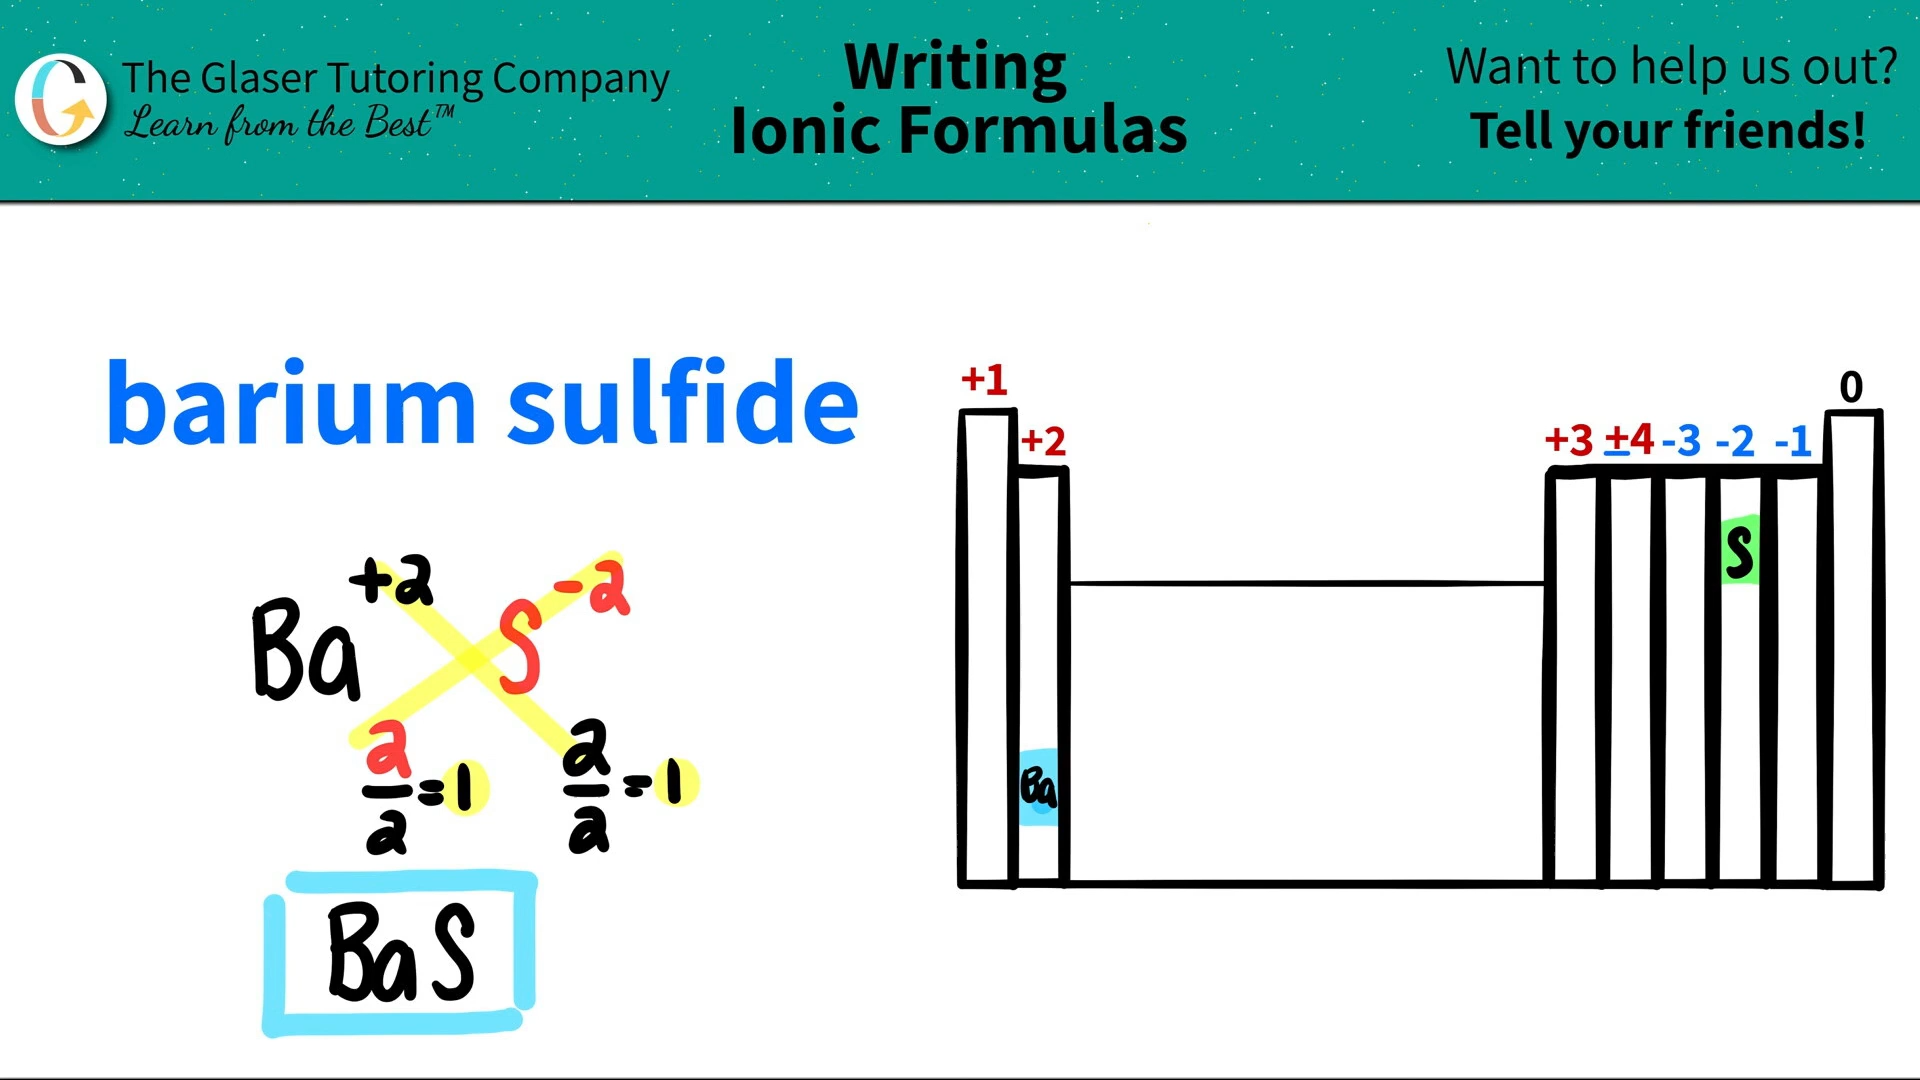 The Glaser Tutoring Company
Learn from the Best™
Writing
Ionic Formulas
Want to help us out?
Tell your friends!
barium sulfide
Ba+2 S-2
2/2=1 2/2=1
BaS
+1
+2
+3 ±4 -3 -2 -1
0
S
Ba